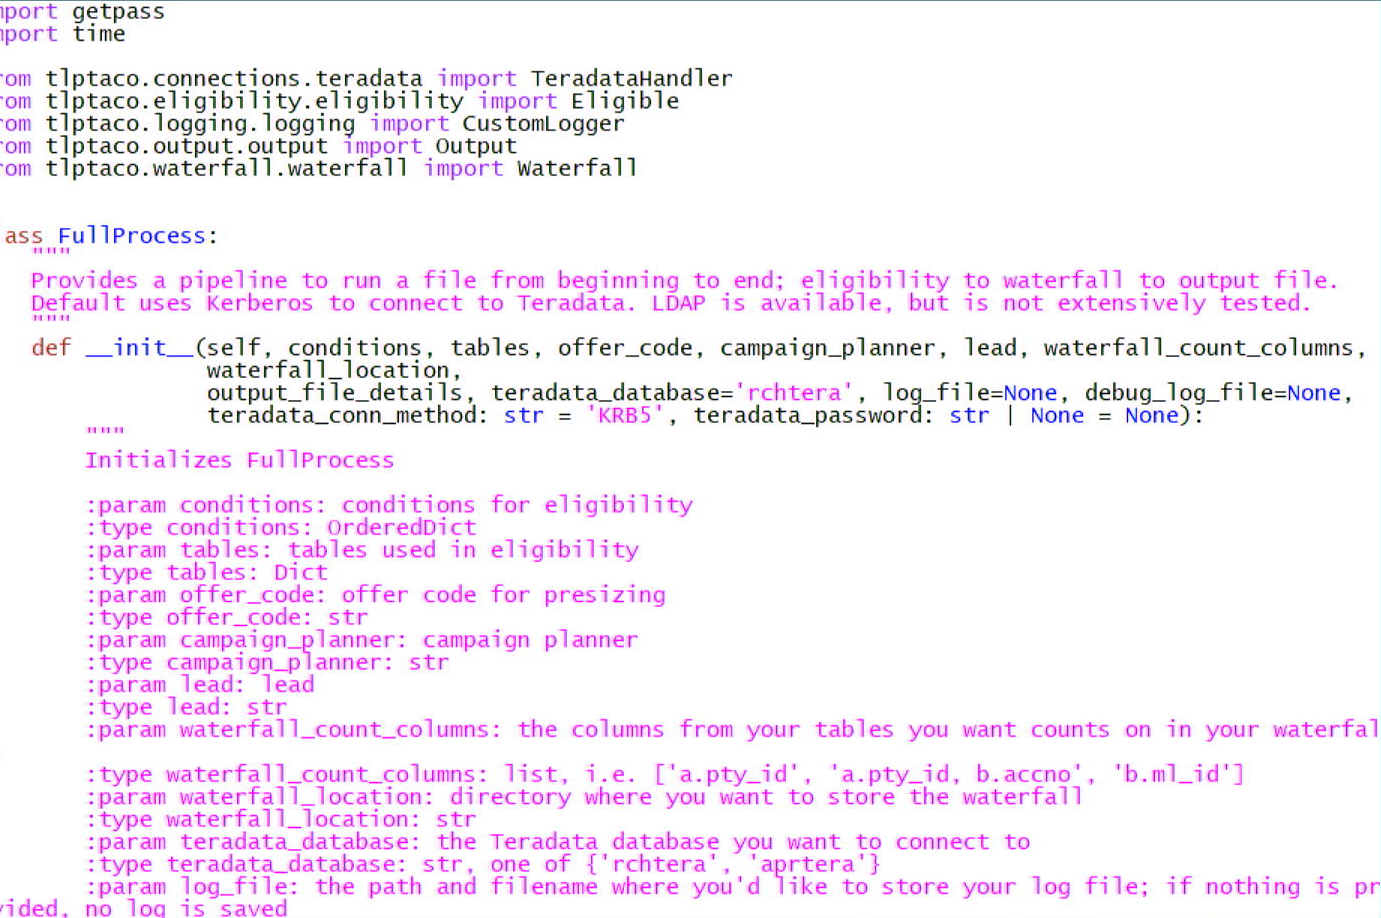 mport getpass
mport time
rom tlptaco.connections.teradata import TeradataHandler
rom tlptaco.eligibility.eligibility import Eligible
rom tlptaco.logging.logging import CustomLogger
rom tlptaco.output.output import Output
rom tlptaco.waterfall.waterfall import Waterfall
ass FullProcess:
"""
Provides a pipeline to run a file from beginning to end; eligibility to waterfall to output file.
Default uses Kerberos to connect to Teradata. LDAP is available, but is not extensively tested.
"""
def __init__(self, conditions, tables, offer_code, campaign_planner, lead, waterfall_count_columns,
waterfall_location,
output_file_details, teradata_database='rchtera', log_file=None, debug_log_file=None,
teradata_conn_method: str = 'KRB5', teradata_password: str | None = None):
"""
Initializes FullProcess
:param conditions: conditions for eligibility
:type conditions: OrderedDict
:param tables: tables used in eligibility
:type tables: Dict
:param offer_code: offer code for presizing
:type offer_code: str
:param campaign_planner: campaign planner
:type campaign_planner: str
:param lead: lead
:type lead: str
:param waterfall_count_columns: the columns from your tables you want counts on in your waterfal
:type waterfall_count_columns: list, i.e. ['a.pty_id', 'a.pty_id, b.accno', 'b.ml_id']
:param waterfall_location: directory where you want to store the waterfall
:type waterfall_location: str
:param teradata_database: the Teradata database you want to connect to
:type teradata_database: str, one of {'rchtera', 'aprtera'}
:param log_file: the path and filename where you'd like to store your log file; if nothing is pr
vided, no log is saved